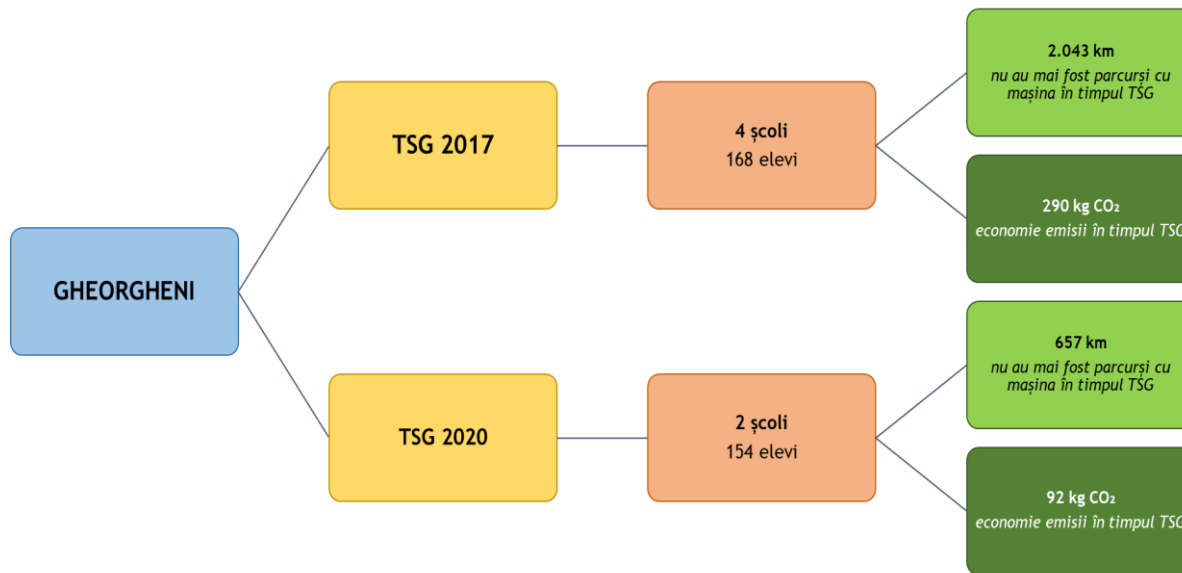 GHEORGHENI
TSG 2017
4 școli
168 elevi
2.043 km
nu au mai fost parcurși cu
mașina în timpul TSG
290 kg CO₂
economie emisii în timpul TSG
TSG 2020
2 școli
154 elevi
657 km
nu au mai fost parcurși cu
mașina în timpul TSG
92 kg CO₂
economie emisii în timpul TSG